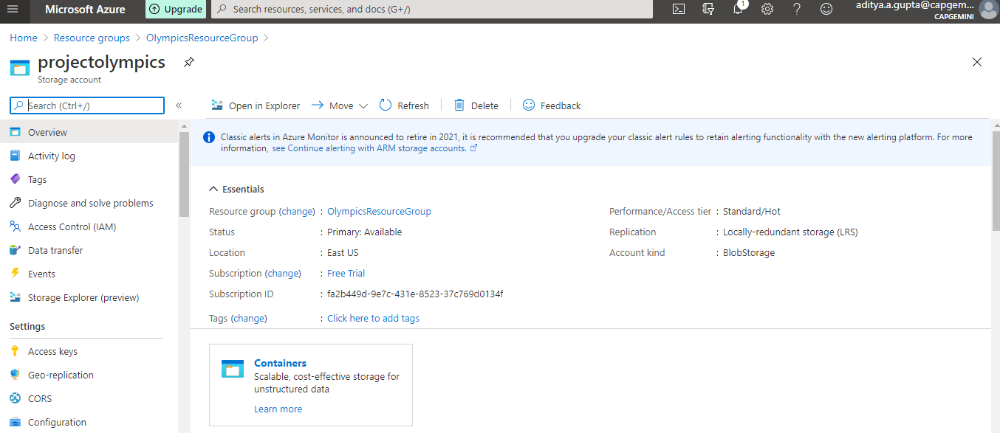 Microsoft Azure
Upgrade
Search resources, services, and docs (G+/)
1
aditya.a.gupta@capgem...
CAPGEMINI
Home > Resource groups > OlympicsResourceGroup >
projectolympics
Storage account
Search (Ctrl+/)
«
Overview
Activity log
Tags
Diagnose and solve problems
Access Control (IAM)
Data transfer
Events
Storage Explorer (preview)
Settings
Access keys
Geo-replication
CORS
Configuration
Open in Explorer
Move
Refresh
Delete
Feedback
Classic alerts in Azure Monitor is announced to retire in 2021, it is recommended that you upgrade your classic alert rules to retain alerting functionality with the new alerting platform. For more
information, see Continue alerting with ARM storage accounts.
Essentials
Resource group (change) : OlympicsResourceGroup
Status : Primary: Available
Location : East US
Subscription (change) : Free Trial
Subscription ID : fa2b449d-9e7c-431e-8523-37c769d0134f
Tags (change) : Click here to add tags
Performance/Access tier : Standard/Hot
Replication : Locally-redundant storage (LRS)
Account kind : BlobStorage
Containers
Scalable, cost-effective storage for
unstructured data
Learn more